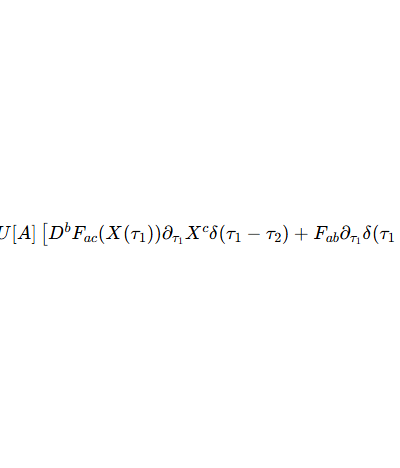 U[A] [D^b F_{ac}(X(τ_1))∂_{τ_1} X^c δ(τ_1 − τ_2) + F_{ab}∂_{τ_1} δ(τ_1